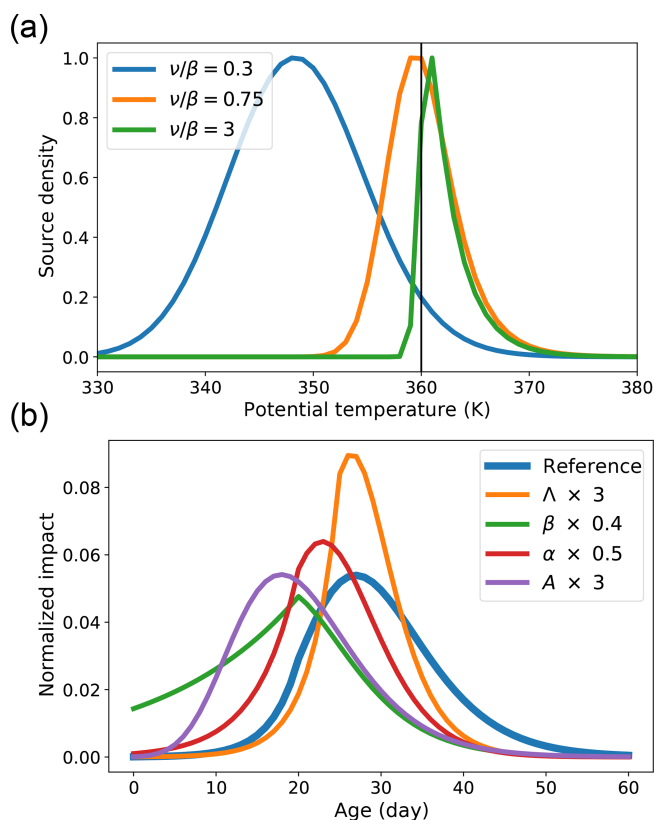 (a)
1.0
0.8
0.6
0.4
0.2
0.0
Source density
ν/β = 0.3
ν/β = 0.75
ν/β = 3
330 340 350 360 370 380
Potential temperature (K)
(b)
0.08
0.06
0.04
0.02
0.00
Normalized impact
Reference
Λ × 3
β × 0.4
α × 0.5
A × 3
0 10 20 30 40 50 60
Age (day)